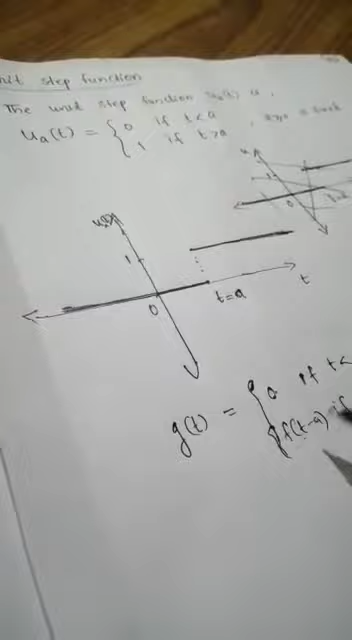 unit step function
The unit step function
uₐ(t) = { 0 if t<a
1 if t>a
1
0
t=a
t
g(t) = { 0 if t<
f(t-a) if